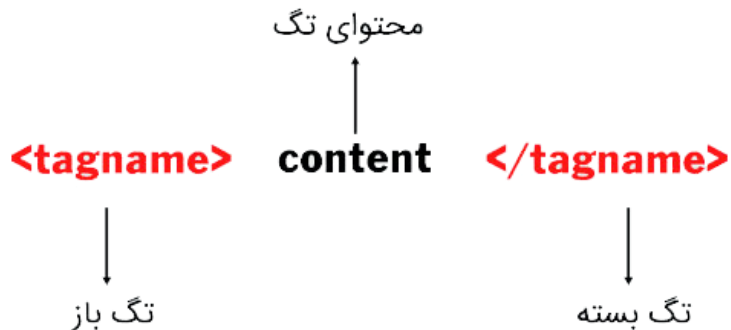 محتوای تگ
<tagname> content </tagname>
تگ باز
تگ بسته